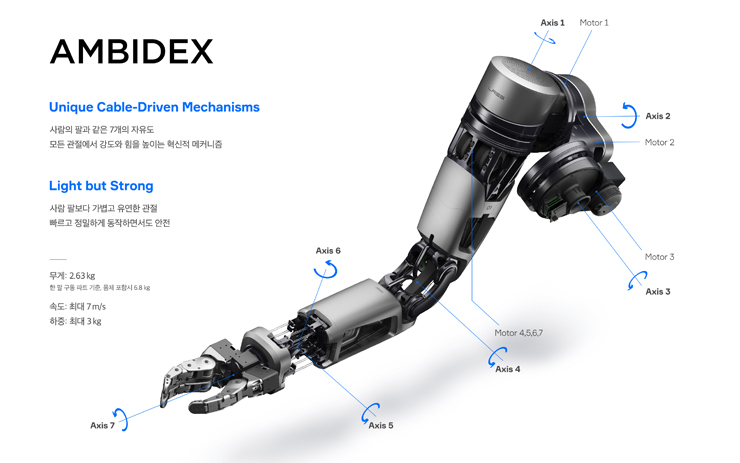 AMBIDEX
Unique Cable-Driven Mechanisms
사람의 팔과 같은 7개의 자유도
모든 관절에서 강도와 힘을 높이는 혁신적 메커니즘
Light but Strong
사람 팔보다 가볍고 유연한 관절
빠르고 정밀하게 동작하면서도 안전
무게: 2.63 kg
한 팔 구동 파트 기준, 몸체 포함시 6.8 kg
속도: 최대 7 m/s
하중: 최대 3 kg
Axis 1
Motor 1
Axis 2
Motor 2
Motor 3
Axis 3
Axis 6
Motor 4,5,6,7
Axis 4
Axis 5
Axis 7